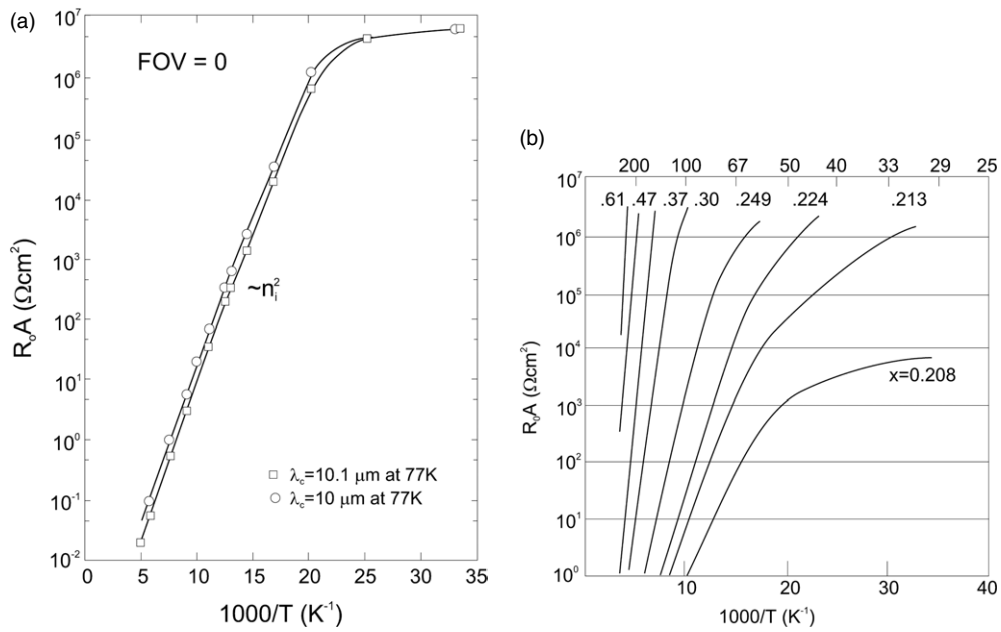 (a)
10⁷
10⁶
10⁵
10⁴
10³
10²
10¹
10⁰
10⁻¹
10⁻²
RₒA (Ωcm²)
FOV = 0
~nᵢ²
λc=10.1 μm at 77K
λc=10 μm at 77K
0 5 10 15 20 25 30 35
1000/T (K⁻¹)
(b)
200 100 67 50 40 33 29 25
10⁷
10⁶
10⁵
10⁴
10³
10²
10¹
10⁰
RₒA (Ωcm²)
.61 .47 .37 .30 .249 .224 .213
x=0.208
10 20 30 40
1000/T (K⁻¹)